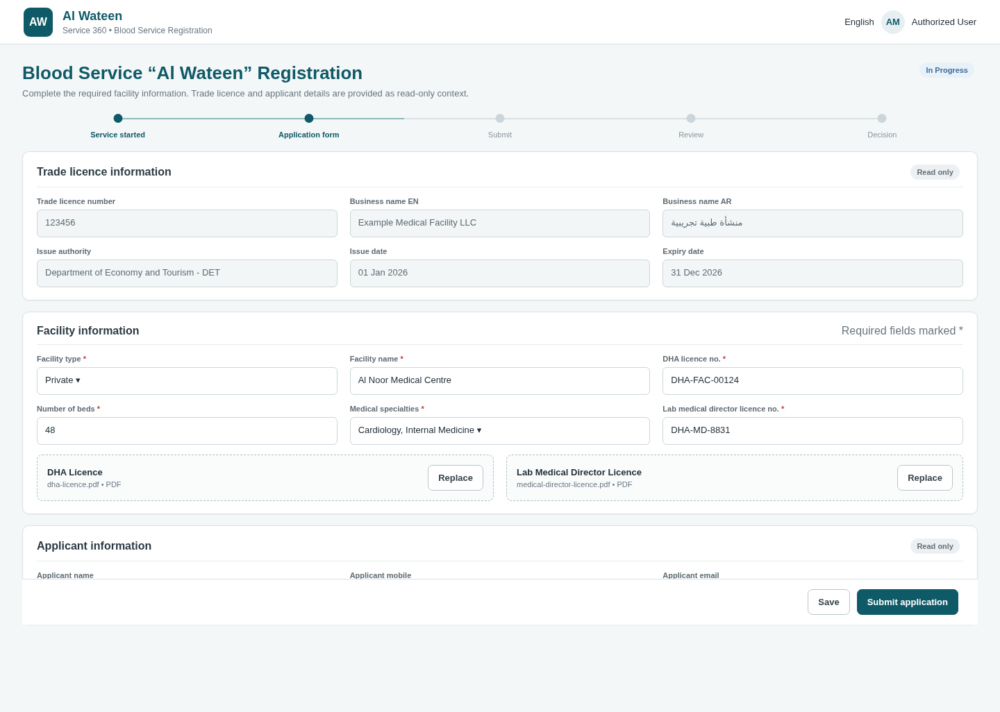 AW
Al Wateen
Service 360 • Blood Service Registration
English
AM
Authorized User
Blood Service “Al Wateen” Registration
In Progress
Complete the required facility information. Trade licence and applicant details are provided as read-only context.
Service started
Application form
Submit
Review
Decision
Trade licence information
Read only
Trade licence number
Business name EN
Business name AR
123456
Example Medical Facility LLC
منشأة طبية تجريبية
Issue authority
Issue date
Expiry date
Department of Economy and Tourism - DET
01 Jan 2026
31 Dec 2026
Facility information
Required fields marked *
Facility type *
Facility name *
DHA licence no. *
Private ▾
Al Noor Medical Centre
DHA-FAC-00124
Number of beds *
Medical specialties *
Lab medical director licence no. *
48
Cardiology, Internal Medicine ▾
DHA-MD-8831
DHA Licence
dha-licence.pdf • PDF
Replace
Lab Medical Director Licence
medical-director-licence.pdf • PDF
Replace
Applicant information
Read only
Applicant name
Applicant mobile
Applicant email
Save
Submit application